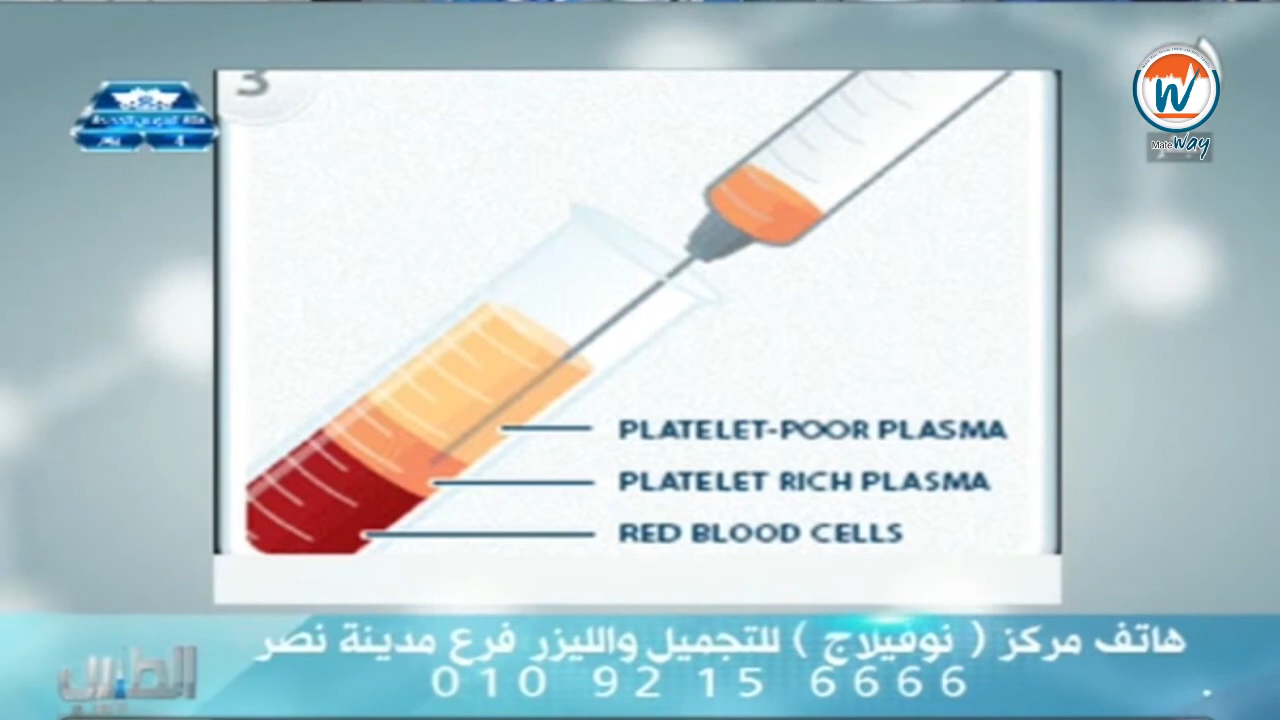 3
W
Mate Way
PLATELET-POOR PLASMA
PLATELET RICH PLASMA
RED BLOOD CELLS
هاتف مركز ( نوفيلاج ) للتجميل والليزر فرع مدينة نصر
010 92 15 6666
الطبيب